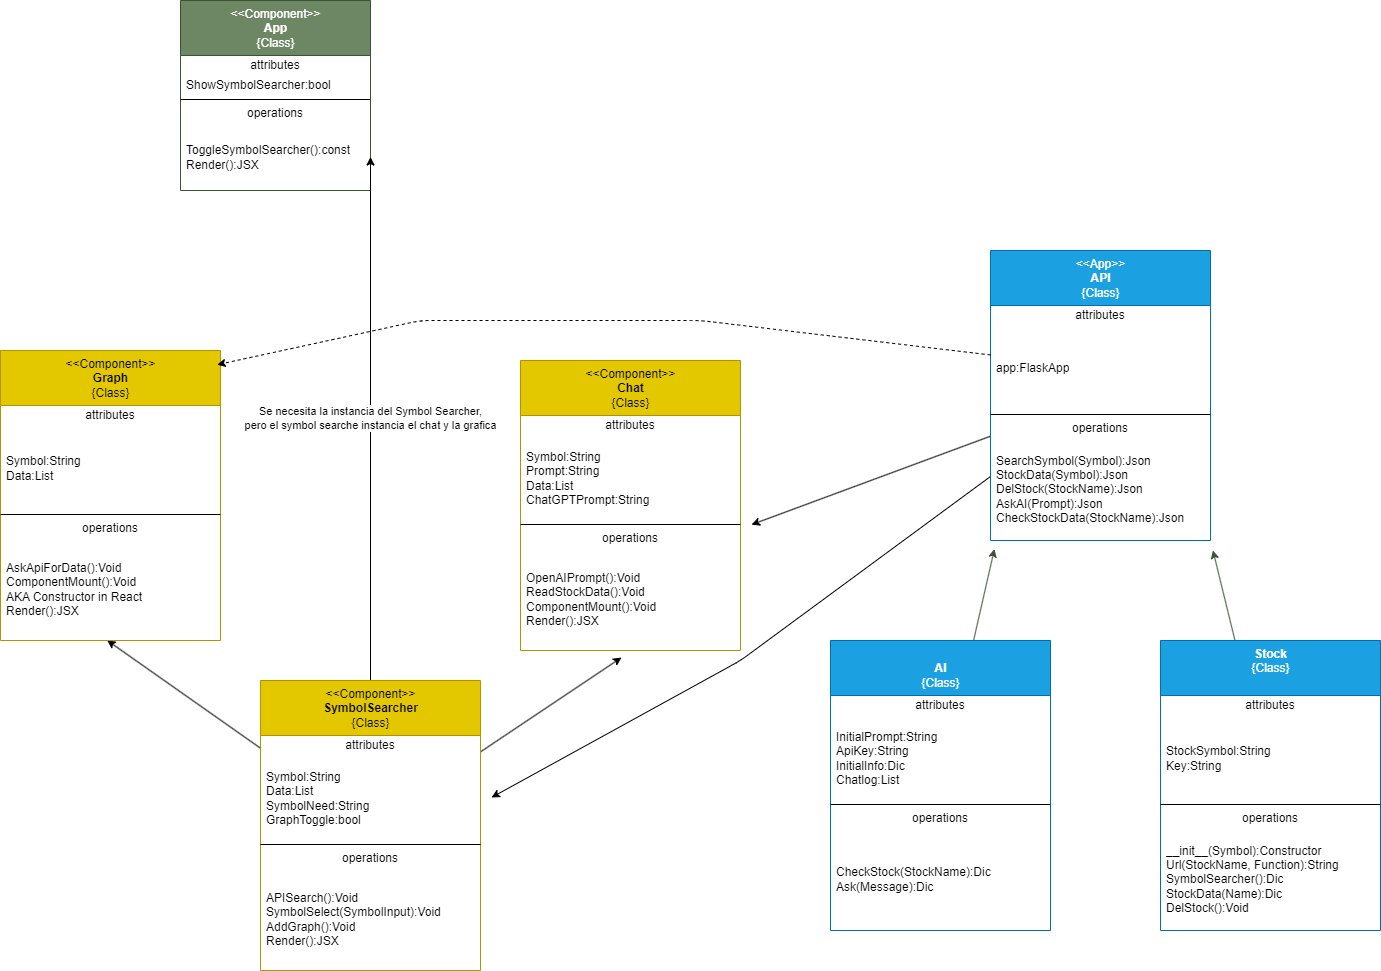 <<Component>>
App
{Class}
attributes
ShowSymbolSearcher:bool
operations
ToggleSymbolSearcher():const
Render():JSX
<<App>>
API
{Class}
attributes
app:FlaskApp
operations
SearchSymbol(Symbol):Json
StockData(Symbol):Json
DelStock(StockName):Json
AskAI(Prompt):Json
CheckStockData(StockName):Json
<<Component>>
Graph
{Class}
attributes
Symbol:String
Data:List
operations
AskApiForData():Void
ComponentMount():Void
AKA Constructor in React
Render():JSX
Se necesita la instancia del Symbol Searcher,
pero el symbol searche instancia el chat y la grafica
<<Component>>
Chat
{Class}
attributes
Symbol:String
Prompt:String
Data:List
ChatGPTPrompt:String
operations
OpenAIPrompt():Void
ReadStockData():Void
ComponentMount():Void
Render():JSX
<<Component>>
SymbolSearcher
{Class}
attributes
Symbol:String
Data:List
SymbolNeed:String
GraphToggle:bool
operations
APISearch():Void
SymbolSelect(SymbolInput):Void
AddGraph():Void
Render():JSX
AI
{Class}
attributes
InitialPrompt:String
ApiKey:String
InitialInfo:Dic
Chatlog:List
operations
CheckStock(StockName):Dic
Ask(Message):Dic
Stock
{Class}
attributes
StockSymbol:String
Key:String
operations
__init__(Symbol):Constructor
Url(StockName, Function):String
SymbolSearcher():Dic
StockData(Name):Dic
DelStock():Void